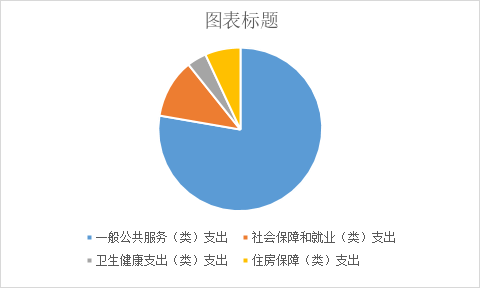 图表标题
一般公共服务（类）支出 社会保障和就业（类）支出
卫生健康支出（类）支出 住房保障（类）支出